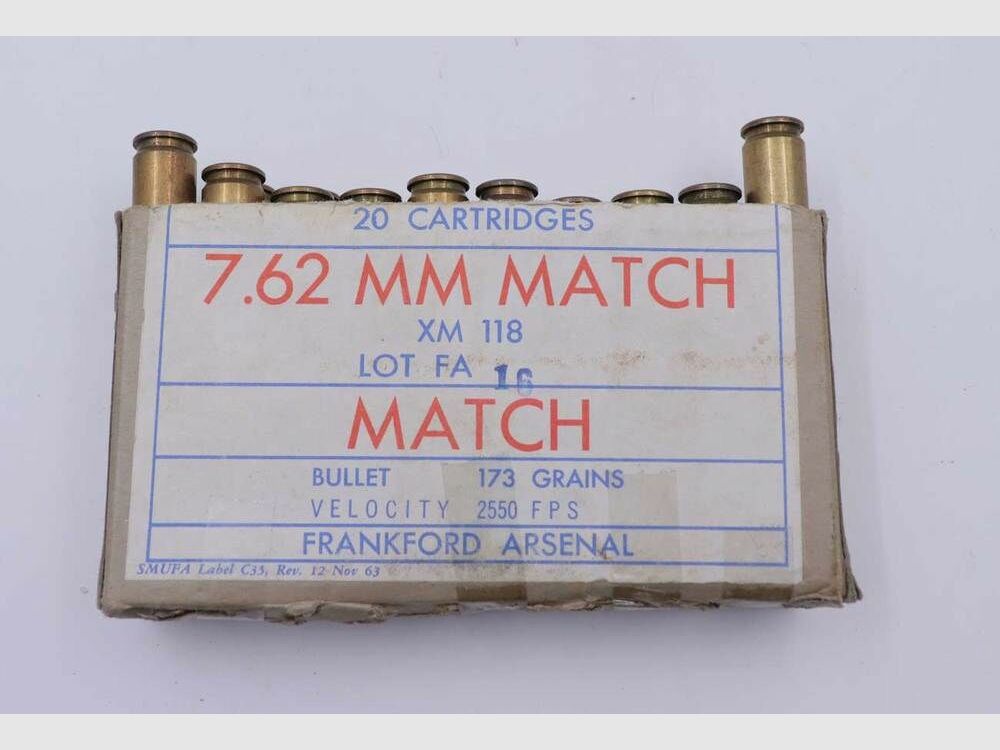 20 CARTRIDGES
7.62 MM MATCH
XM 118
LOT FA 16
MATCH
BULLET 173 GRAINS
VELOCITY 2550 FPS
FRANKFORD ARSENAL
SMUFA Label C35, Rev. 12 Nov 63